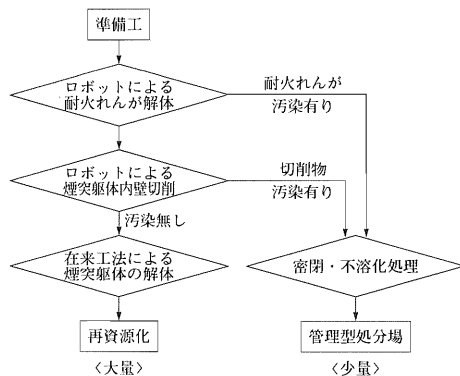 準備工
ロボットによる
耐火れんが解体
耐火れんが
汚染有り
ロボットによる
煙突躯体内壁切削
切削物
汚染有り
汚染無し
在来工法による
煙突躯体の解体
密閉・不溶化処理
再資源化
管理型処分場
〈大量〉
〈少量〉